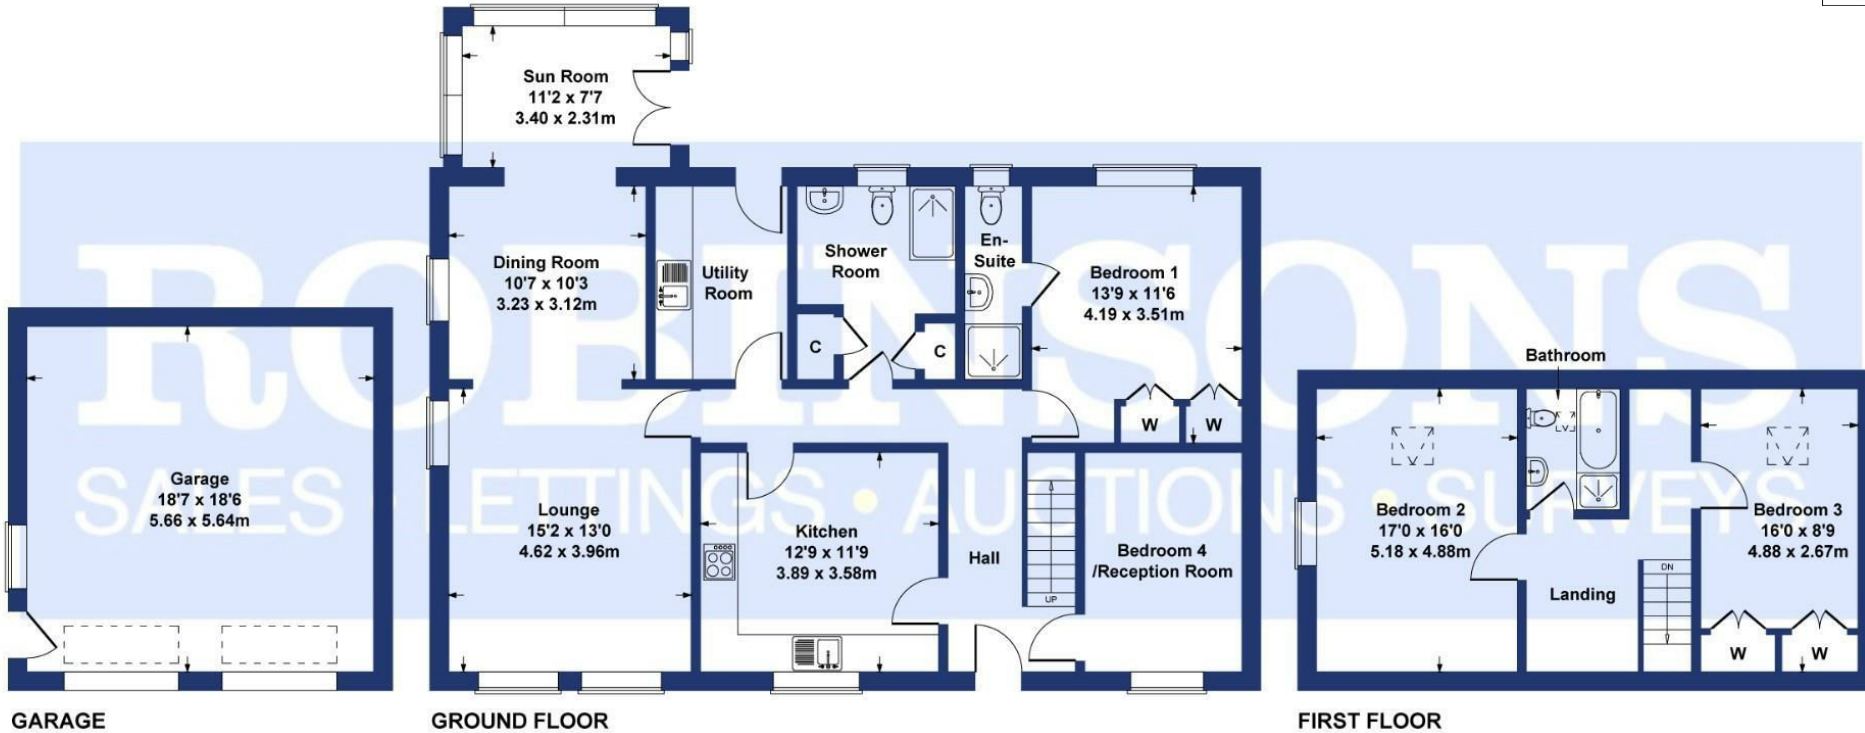 Sun Room
11'2 x 7'7
3.40 x 2.31m
Dining Room
10'7 x 10'3
3.23 x 3.12m
Utility
Room
Shower
Room
En-
Suite
Bedroom 1
13'9 x 11'6
4.19 x 3.51m
C
C
W
W
Garage
18'7 x 18'6
5.66 x 5.64m
Lounge
15'2 x 13'0
4.62 x 3.96m
Kitchen
12'9 x 11'9
3.89 x 3.58m
Hall
UP
Bedroom 4
/Reception Room
Bathroom
Bedroom 2
17'0 x 16'0
5.18 x 4.88m
Bedroom 3
16'0 x 8'9
4.88 x 2.67m
Landing
DN
W
W
ROBINSONS
SALES • LETTINGS • AUCTIONS • SURVEYS
GARAGE
GROUND FLOOR
FIRST FLOOR